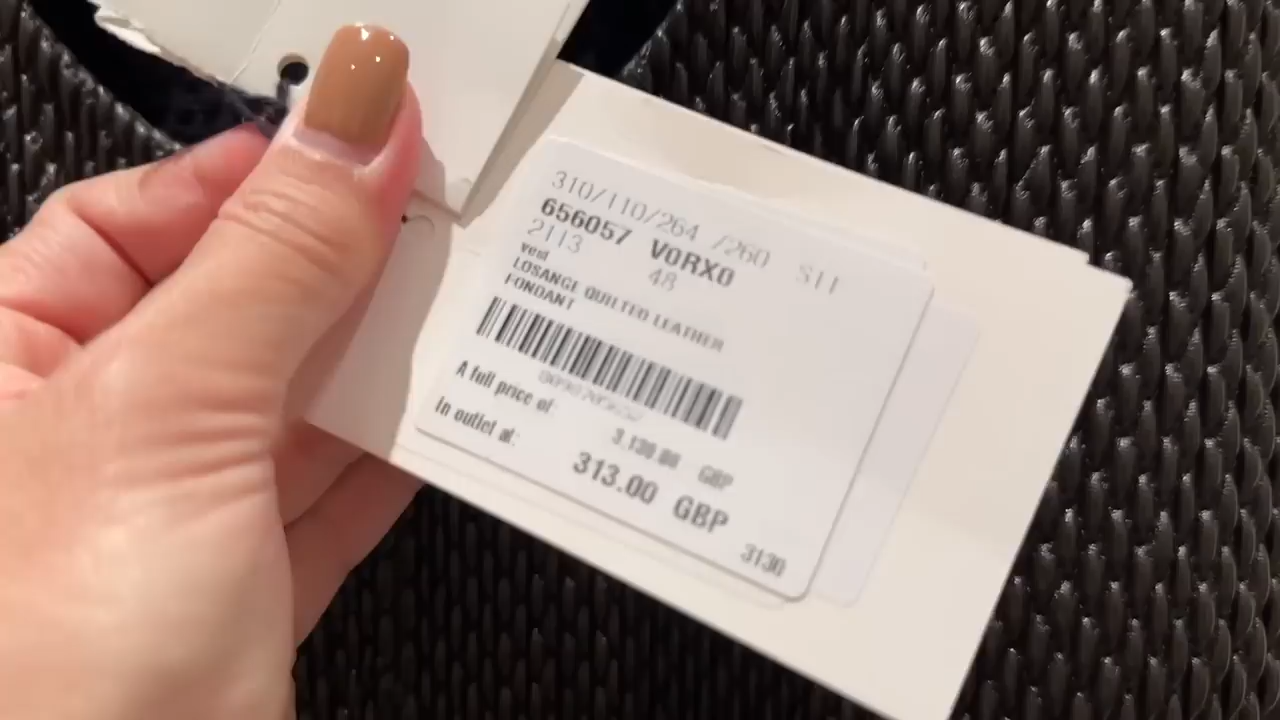 310/110/264 /260 S11
656057 V0RX0
2113 48
vest
LOSANGE QUILTED LEATHER
FONDANT
A full price of:
3,130.00 GBP
In outlet at:
313.00 GBP
3130